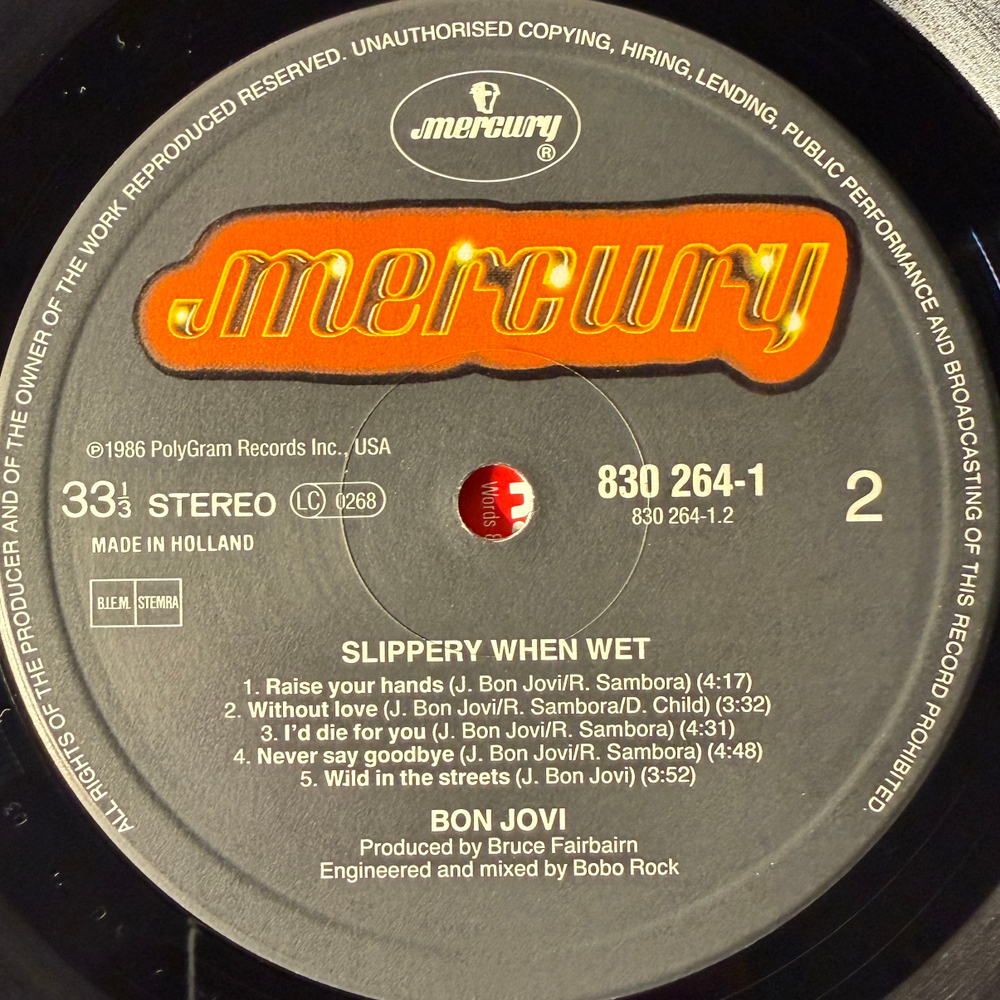 ALL RIGHTS OF THE PRODUCER AND OF THE OWNER OF THE WORK REPRODUCED RESERVED. UNAUTHORISED COPYING, HIRING, LENDING, PUBLIC PERFORMANCE AND BROADCASTING OF THIS RECORD PROHIBITED.
mercury
®
mercury
℗1986 PolyGram Records Inc., USA
33⅓ STEREO LC 0268
MADE IN HOLLAND
B.I.E.M. STEMRA
830 264-1
830 264-1.2
2
Words
SLIPPERY WHEN WET
1. Raise your hands (J. Bon Jovi/R. Sambora) (4:17)
2. Without love (J. Bon Jovi/R. Sambora/D. Child) (3:32)
3. I'd die for you (J. Bon Jovi/R. Sambora) (4:31)
4. Never say goodbye (J. Bon Jovi/R. Sambora) (4:48)
5. Wild in the streets (J. Bon Jovi) (3:52)
BON JOVI
Produced by Bruce Fairbairn
Engineered and mixed by Bobo Rock